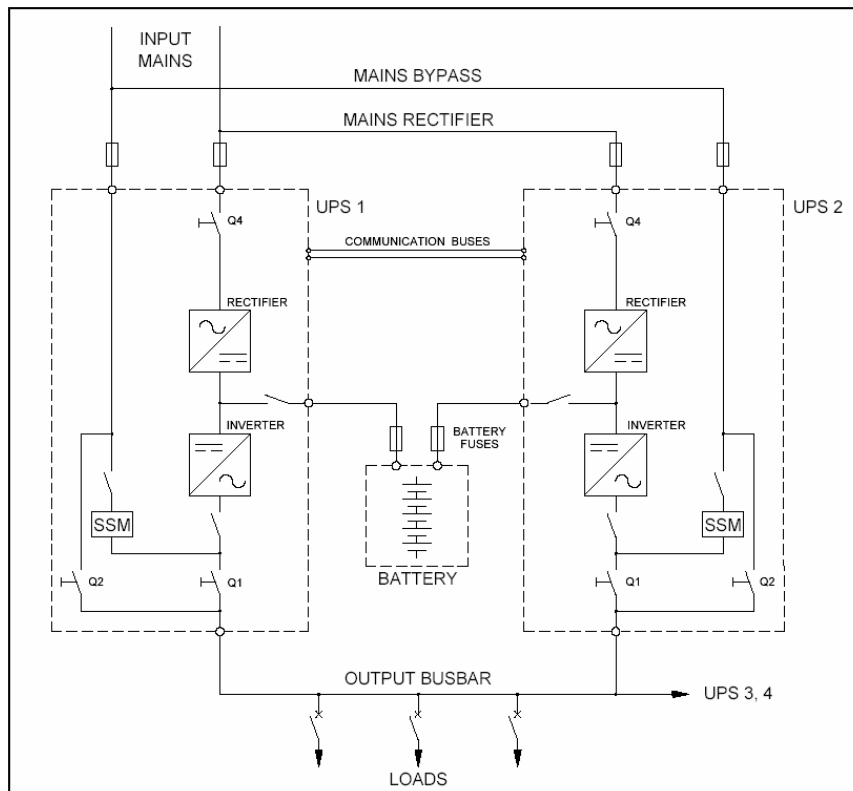 INPUT
MAINS
MAINS BYPASS
MAINS RECTIFIER
UPS 1
UPS 2
Q4
COMMUNICATION BUSES
Q4
RECTIFIER
RECTIFIER
INVERTER
BATTERY
FUSES
INVERTER
SSM
SSM
BATTERY
Q2
Q1
Q1
Q2
OUTPUT BUSBAR
UPS 3, 4
LOADS